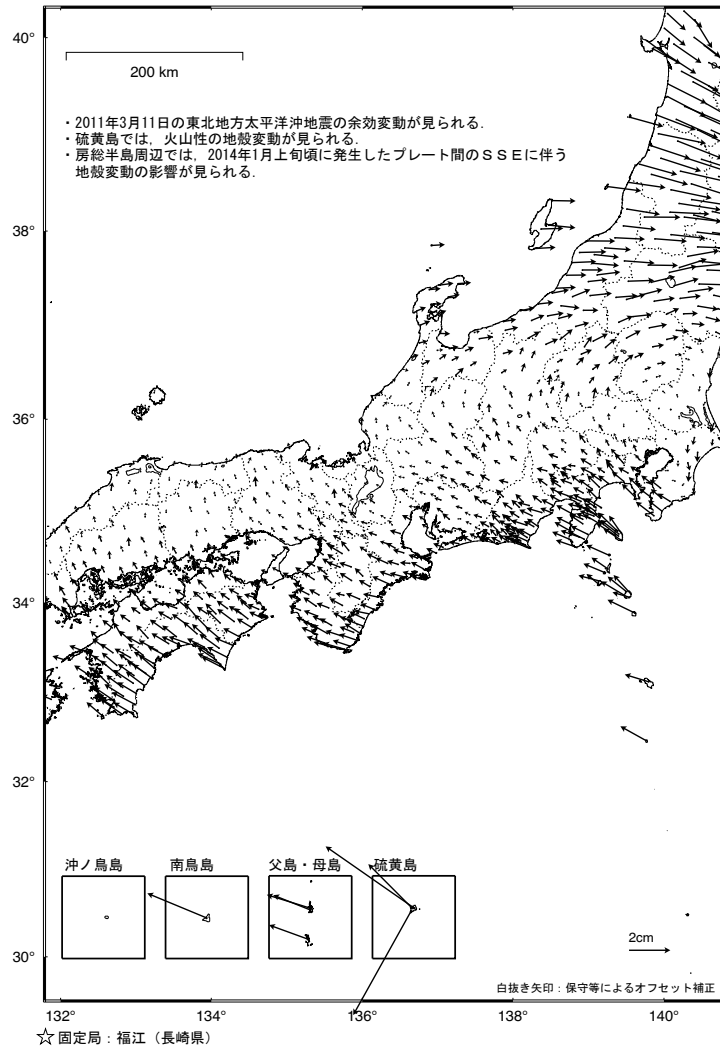 40°
200 km
・2011年3月11日の東北地方太平洋沖地震の余効変動が見られる.
・硫黄島では, 火山性の地殻変動が見られる.
・房総半島周辺では, 2014年1月上旬頃に発生したプレート間のＳＳＥに伴う
地殻変動の影響が見られる.
38°
36°
34°
32°
沖ノ鳥島 南鳥島 父島・母島 硫黄島
30°
2cm
白抜き矢印：保守等によるオフセット補正
132° 134° 136° 138° 140°
☆ 固定局：福江（長崎県）